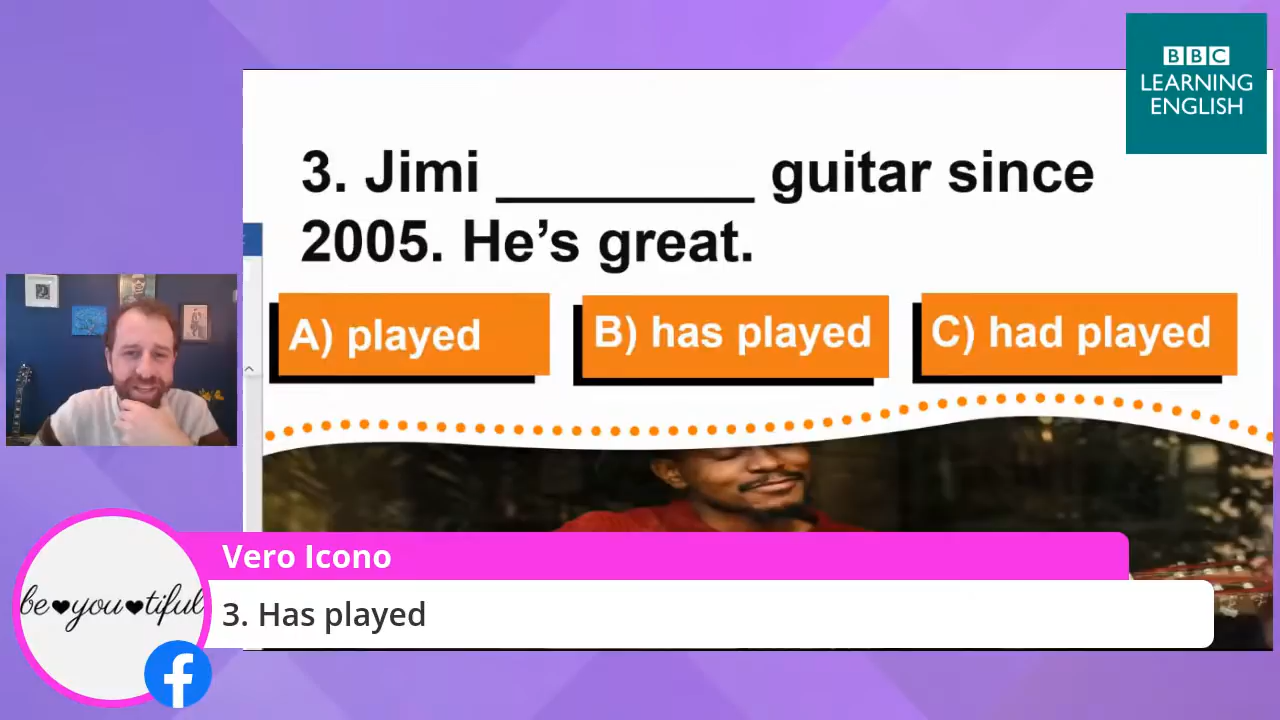 BBC
LEARNING
ENGLISH
3. Jimi _________ guitar since
2005. He’s great.
A) played
B) has played
C) had played
Vero Icono
be♥you♥tiful
3. Has played